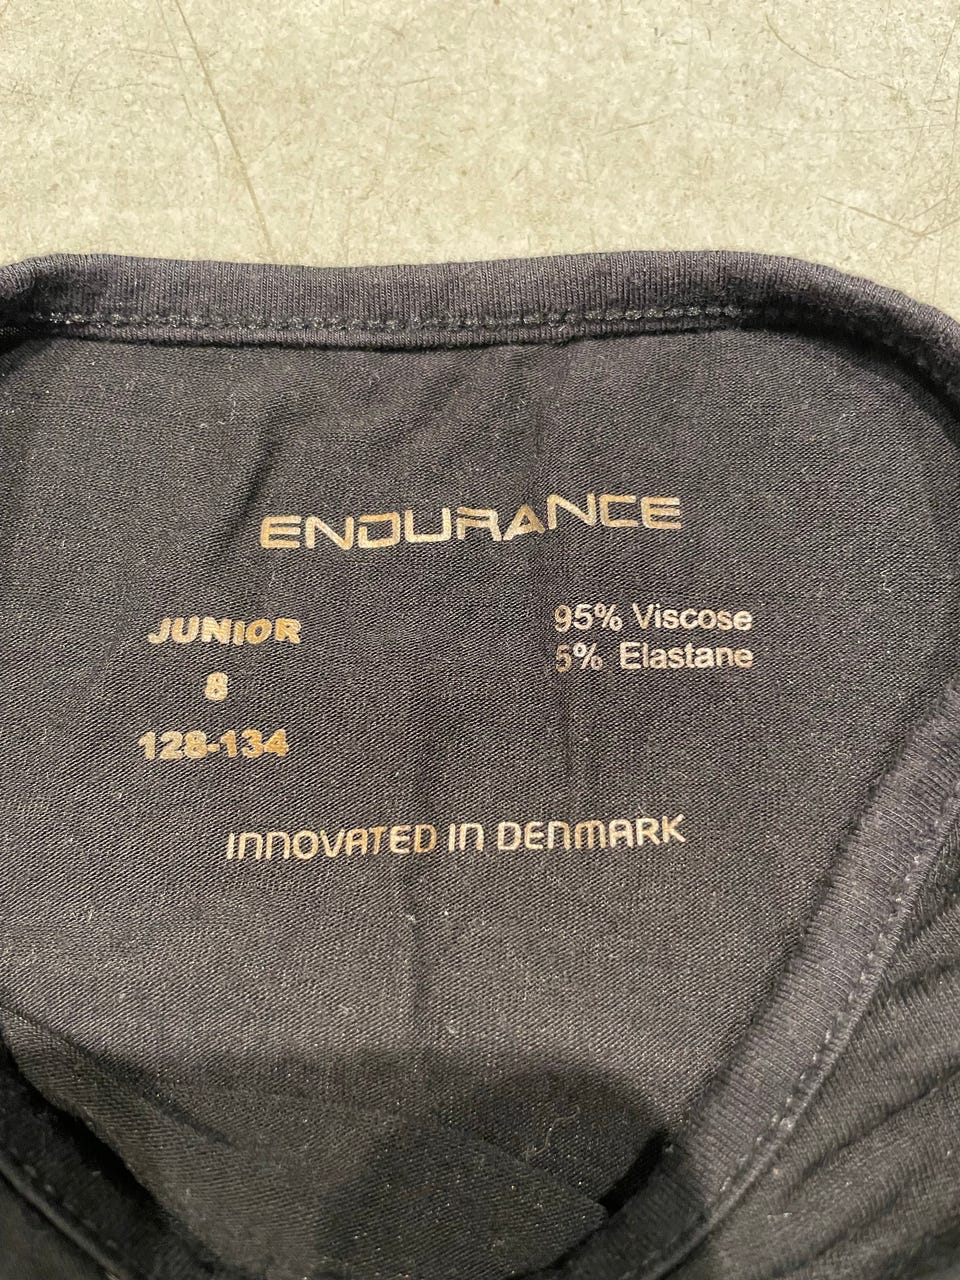 ENDURANCE
JUNIOR
8
128-134
95% Viscose
5% Elastane
INNOVATED IN DENMARK